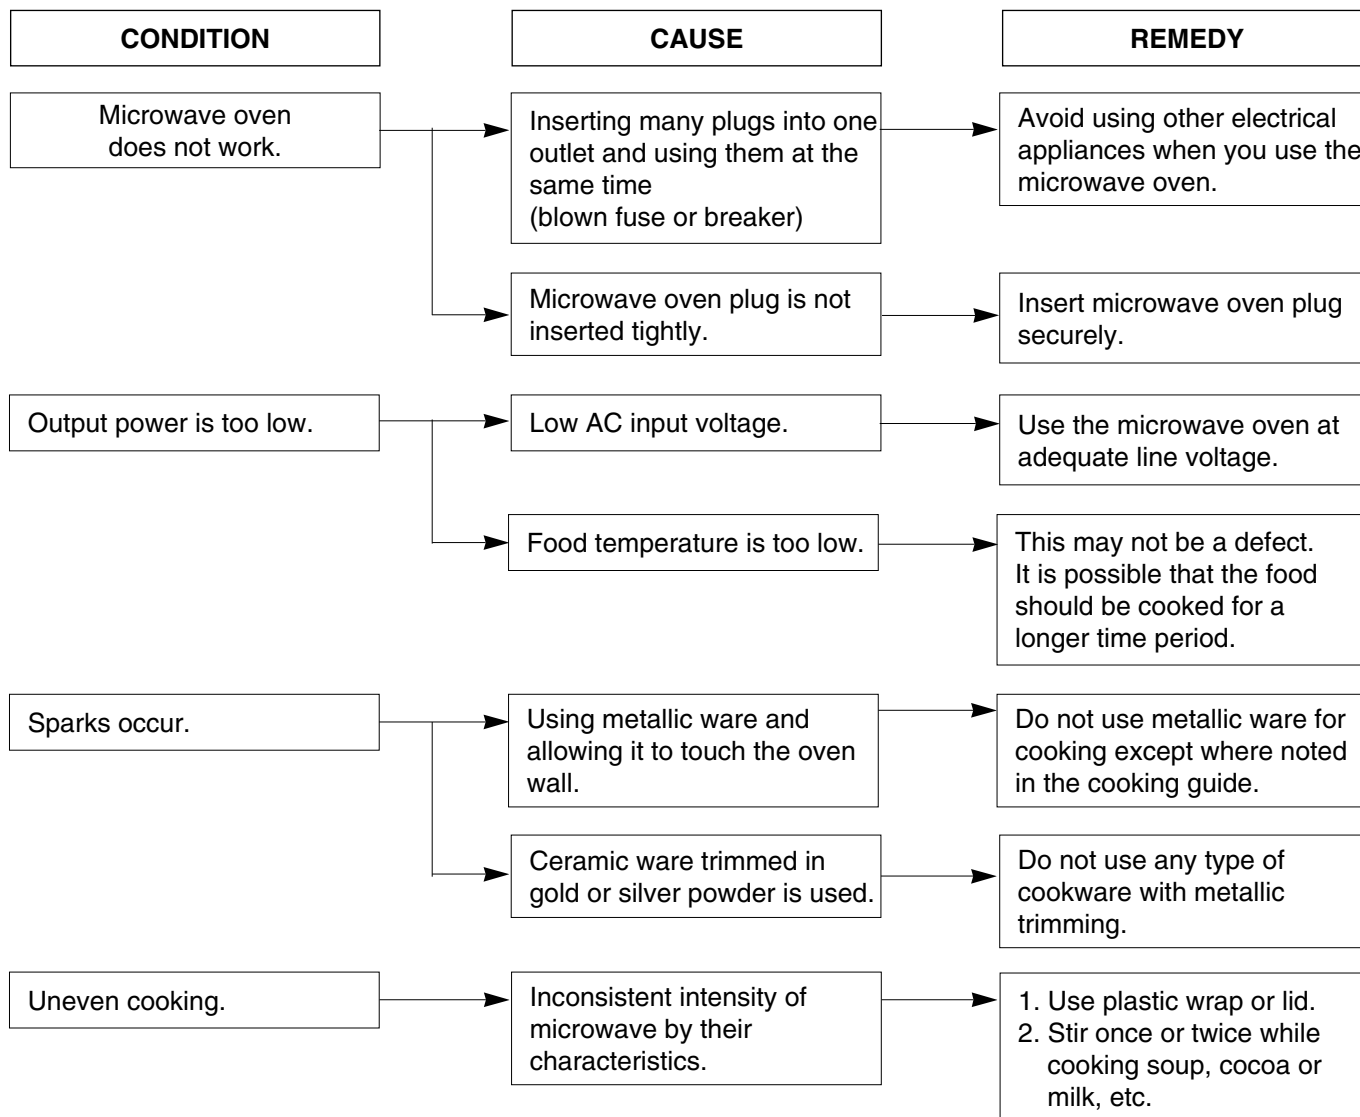 CONDITION
CAUSE
REMEDY
Microwave oven
does not work.
Inserting many plugs into one
outlet and using them at the
same time
(blown fuse or breaker)
Avoid using other electrical
appliances when you use the
microwave oven.
Microwave oven plug is not
inserted tightly.
Insert microwave oven plug
securely.
Output power is too low.
Low AC input voltage.
Use the microwave oven at
adequate line voltage.
Food temperature is too low.
This may not be a defect.
It is possible that the food
should be cooked for a
longer time period.
Sparks occur.
Using metallic ware and
allowing it to touch the oven
wall.
Do not use metallic ware for
cooking except where noted
in the cooking guide.
Ceramic ware trimmed in
gold or silver powder is used.
Do not use any type of
cookware with metallic
trimming.
Uneven cooking.
Inconsistent intensity of
microwave by their
characteristics.
1. Use plastic wrap or lid.
2. Stir once or twice while
cooking soup, cocoa or
milk, etc.